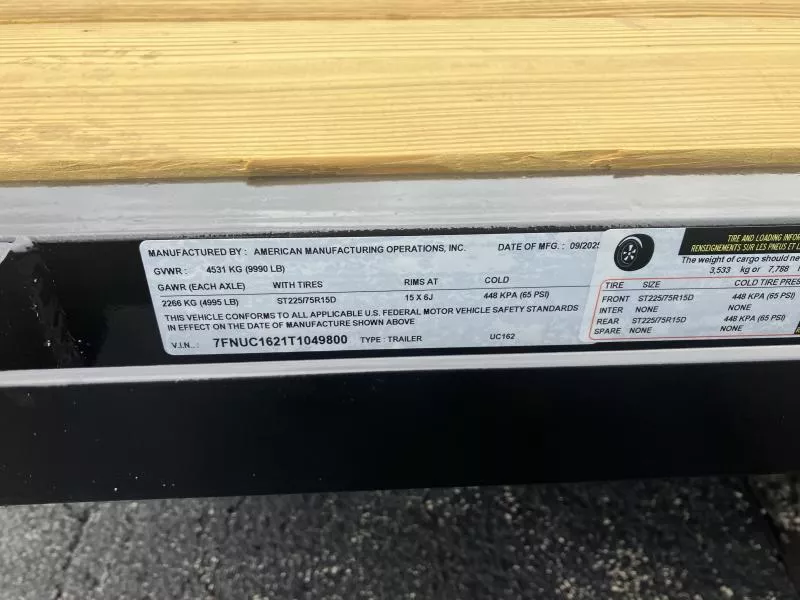 MANUFACTURED BY : AMERICAN MANUFACTURING OPERATIONS, INC. DATE OF MFG. : 09/2025
GVWR : 4531 KG (9990 LB)
GAWR (EACH AXLE) WITH TIRES RIMS AT COLD
2266 KG (4995 LB) ST225/75R15D 15 X 6J 448 KPA (65 PSI)
THIS VEHICLE CONFORMS TO ALL APPLICABLE U.S. FEDERAL MOTOR VEHICLE SAFETY STANDARDS
IN EFFECT ON THE DATE OF MANUFACTURE SHOWN ABOVE
V.I.N.. : 7FNUC1621T1049800 TYPE : TRAILER UC162
TIRE AND LOADING
RENSEIGNEMENTS SUR LES PNEUS ET
The weight of cargo should
3,533 kg or 7,788
TIRE SIZE COLD TIRE
FRONT ST225/75R15D 448 KPA (65 PSI)
INTER NONE NONE
REAR ST225/75R15D 448 KPA (65 PSI)
SPARE NONE NONE